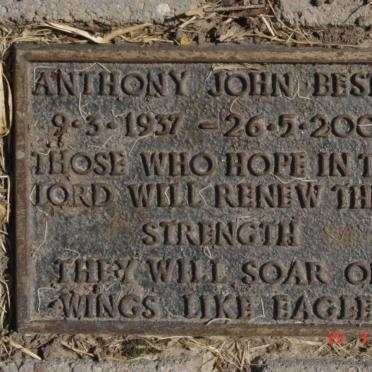 ANTHONY JOHN BEST
9·3·1937 - 26·5·200
THOSE WHO HOPE IN T
LORD WILL RENEW THE
STRENGTH
THEY WILL SOAR O
WINGS LIKE EAGLE